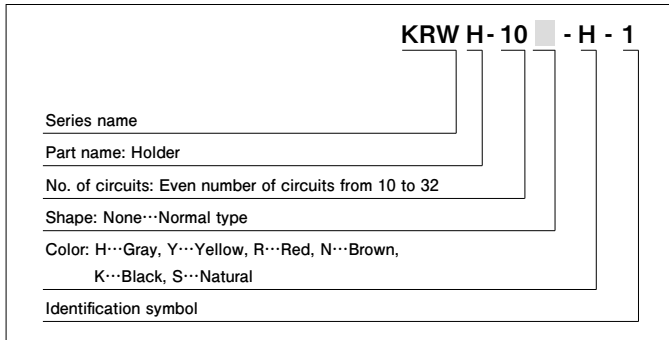 KRW H - 10 - H - 1
Series name
Part name: Holder
No. of circuits: Even number of circuits from 10 to 32
Shape: None⋯Normal type
Color: H⋯Gray, Y⋯Yellow, R⋯Red, N⋯Brown,
K⋯Black, S⋯Natural
Identification symbol